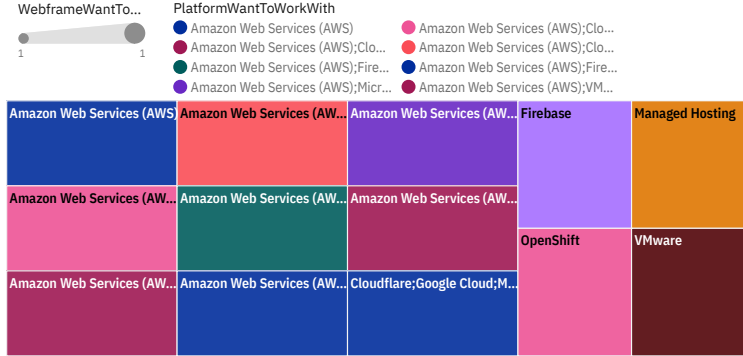 WebframeWantTo...
1
1
PlatformWantToWorkWith
Amazon Web Services (AWS)
Amazon Web Services (AWS);Clo...
Amazon Web Services (AWS);Clo...
Amazon Web Services (AWS);Clo...
Amazon Web Services (AWS);Fire...
Amazon Web Services (AWS);Fire...
Amazon Web Services (AWS);Micr...
Amazon Web Services (AWS);VM...
Amazon Web Services (AWS)
Amazon Web Services (AW...
Amazon Web Services (AW...
Firebase
Managed Hosting
Amazon Web Services (AW...
Amazon Web Services (AW...
Amazon Web Services (AW...
OpenShift
VMware
Amazon Web Services (AW...
Amazon Web Services (AW...
Cloudflare;Google Cloud;M...